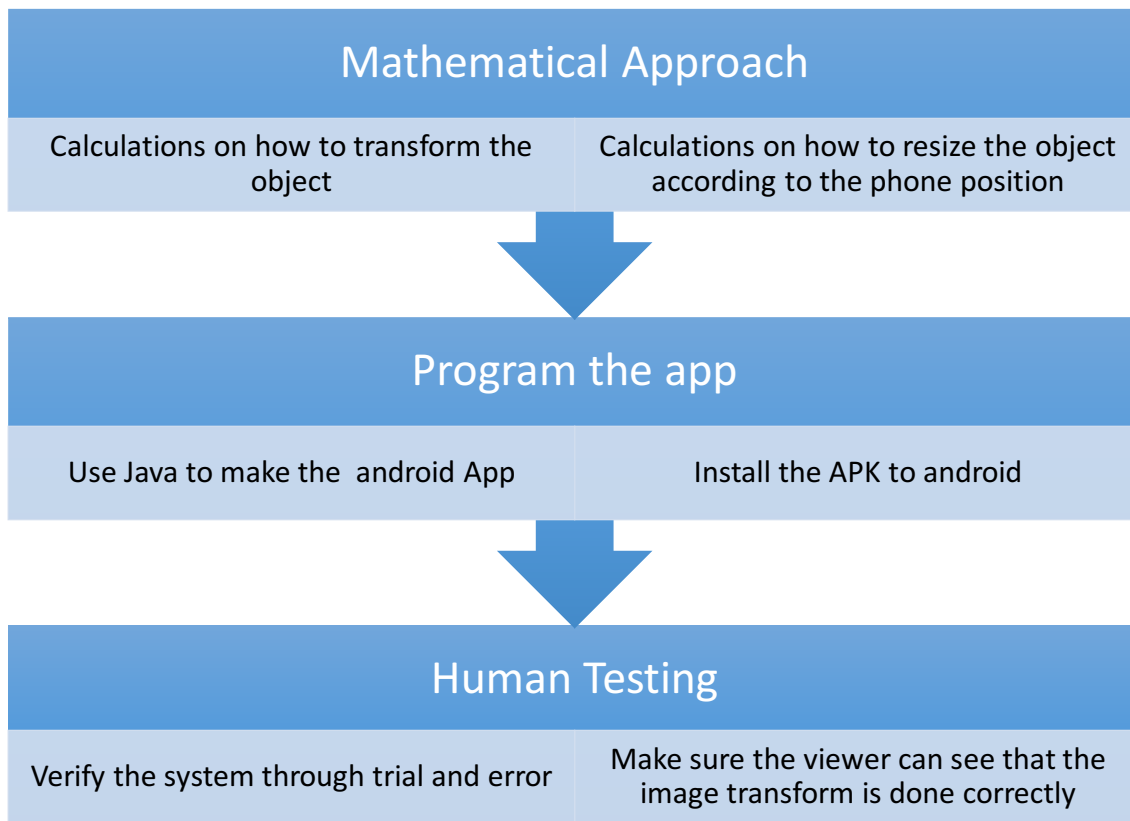 Mathematical Approach
Calculations on how to transform the
object
Calculations on how to resize the object
according to the phone position
Program the app
Use Java to make the  android App
Install the APK to android
Human Testing
Verify the system through trial and error
Make sure the viewer can see that the
image transform is done correctly